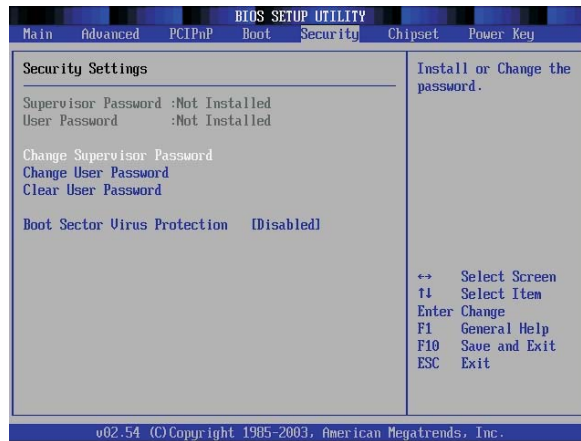 BIOS SETUP UTILITY
Main Advanced PCIPnP Boot Security Chipset Power Key
Security Settings
Supervisor Password :Not Installed
User Password :Not Installed
Change Supervisor Password
Change User Password
Clear User Password
Boot Sector Virus Protection [Disabled]
Install or Change the
password.
↔ Select Screen
↑↓ Select Item
Enter Change
F1 General Help
F10 Save and Exit
ESC Exit
v02.54 (C)Copyright 1985-2003, American Megatrends, Inc.